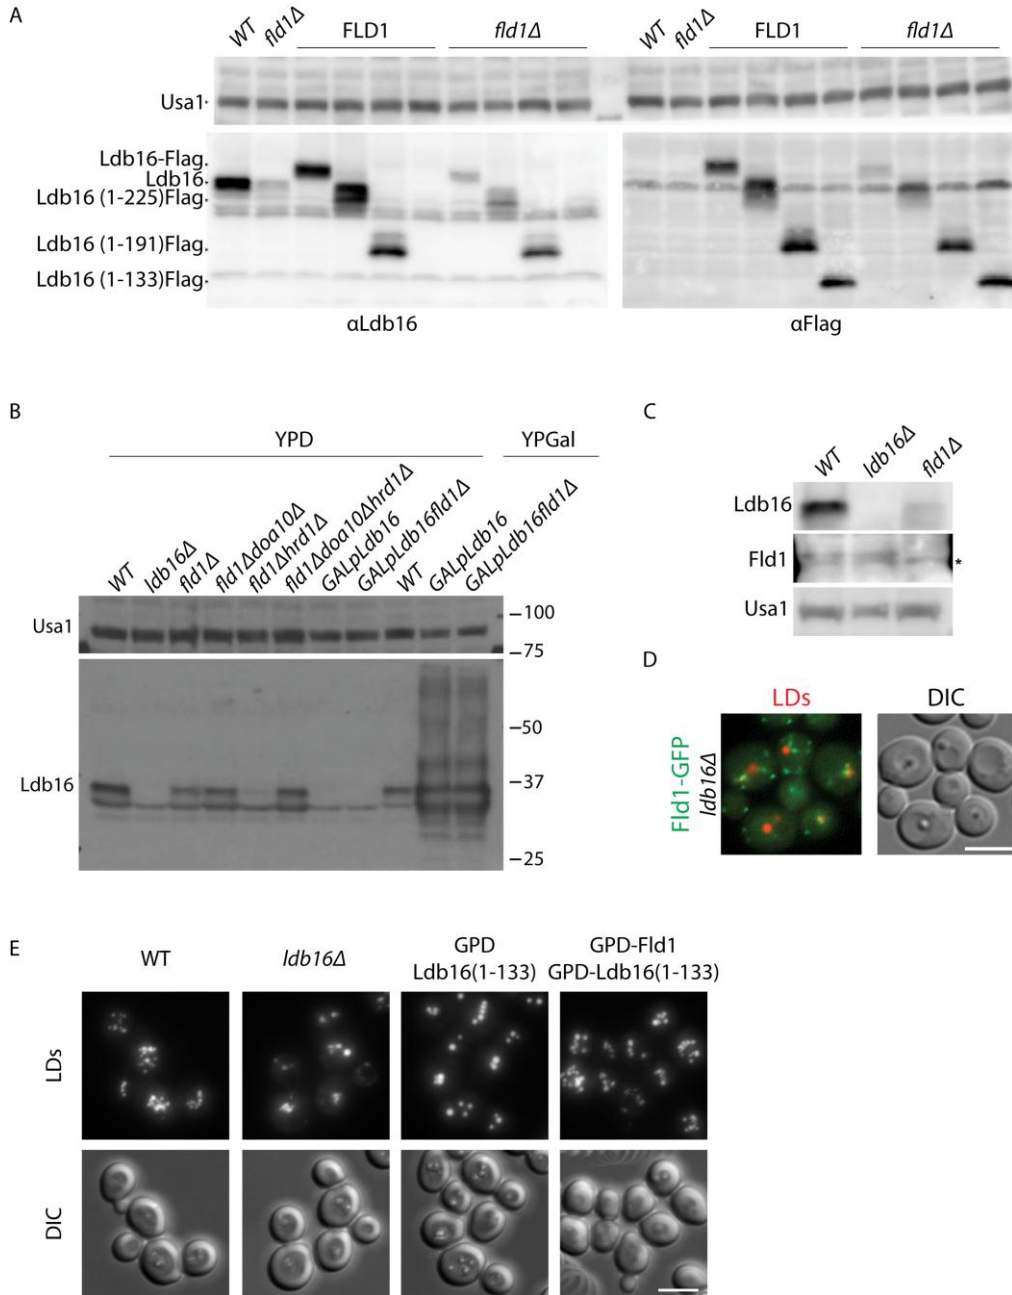 A
WT fld1Δ FLD1 fld1Δ WT fld1Δ FLD1 fld1Δ
Usa1
Ldb16-Flag
Ldb16
Ldb16 (1-225)Flag
Ldb16 (1-191)Flag
Ldb16 (1-133)Flag
αLdb16 αFlag
B
YPD YPGal
WT ldb16Δ fld1Δ fld1Δdoa10Δ fld1Δhrd1Δ fld1Δdoa10Δhrd1Δ GALpLdb16 GALpLdb16fld1Δ WT GALpLdb16 GALpLdb16fld1Δ
Usa1
Ldb16
–100
–75
–50
–37
–25
C
WT ldb16Δ fld1Δ
Ldb16
Fld1 *
Usa1
D
LDs DIC
Fld1-GFP
ldb16Δ
E
WT ldb16Δ GPD GPD-Fld1
Ldb16(1-133) GPD-Ldb16(1-133)
LDs
DIC